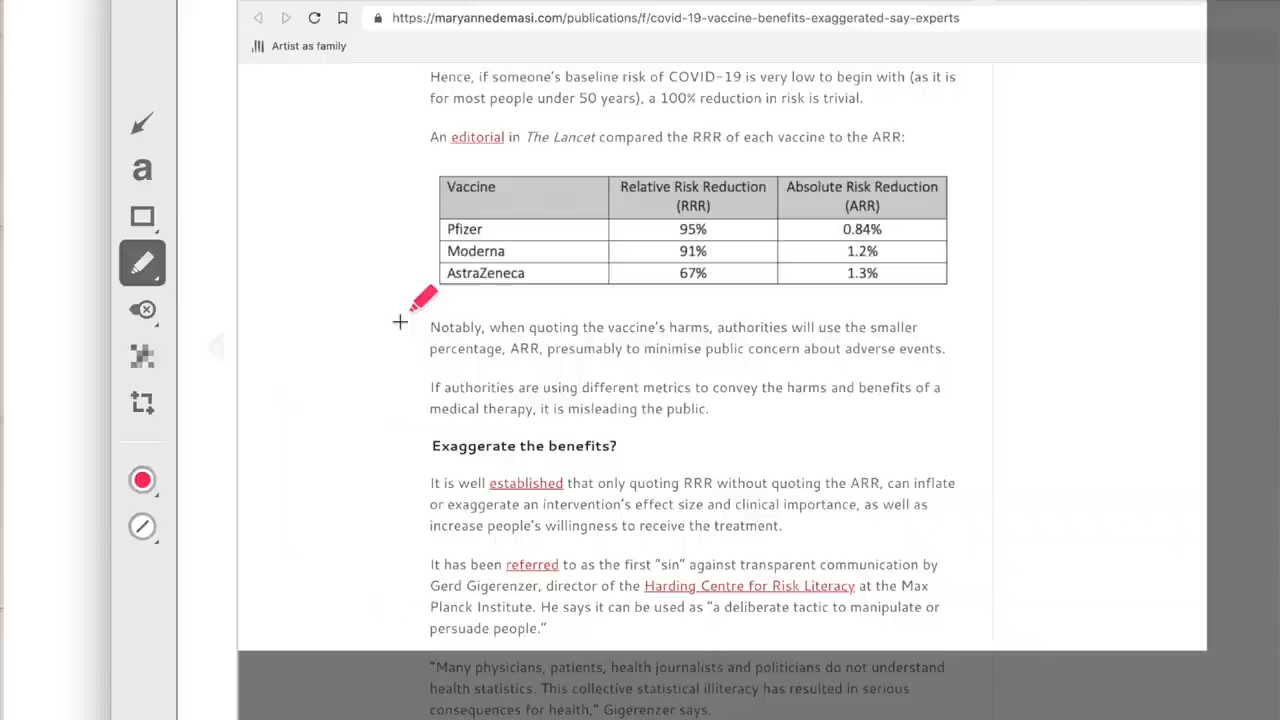 https://maryannedemasi.com/publications/f/covid-19-vaccine-benefits-exaggerated-say-experts
Artist as family
Hence, if someone's baseline risk of COVID-19 is very low to begin with (as it is
for most people under 50 years), a 100% reduction in risk is trivial.
An editorial in The Lancet compared the RRR of each vaccine to the ARR:
Vaccine Relative Risk Reduction (RRR) Absolute Risk Reduction (ARR)
Pfizer 95% 0.84%
Moderna 91% 1.2%
AstraZeneca 67% 1.3%
Notably, when quoting the vaccine's harms, authorities will use the smaller
percentage, ARR, presumably to minimise public concern about adverse events.
If authorities are using different metrics to convey the harms and benefits of a
medical therapy, it is misleading the public.
Exaggerate the benefits?
It is well established that only quoting RRR without quoting the ARR, can inflate
or exaggerate an intervention's effect size and clinical importance, as well as
increase people's willingness to receive the treatment.
It has been referred to as the first "sin" against transparent communication by
Gerd Gigerenzer, director of the Harding Centre for Risk Literacy at the Max
Planck Institute. He says it can be used as "a deliberate tactic to manipulate or
persuade people."
"Many physicians, patients, health journalists and politicians do not understand
health statistics. This collective statistical illiteracy has resulted in serious
consequences for health," Gigerenzer says.
a